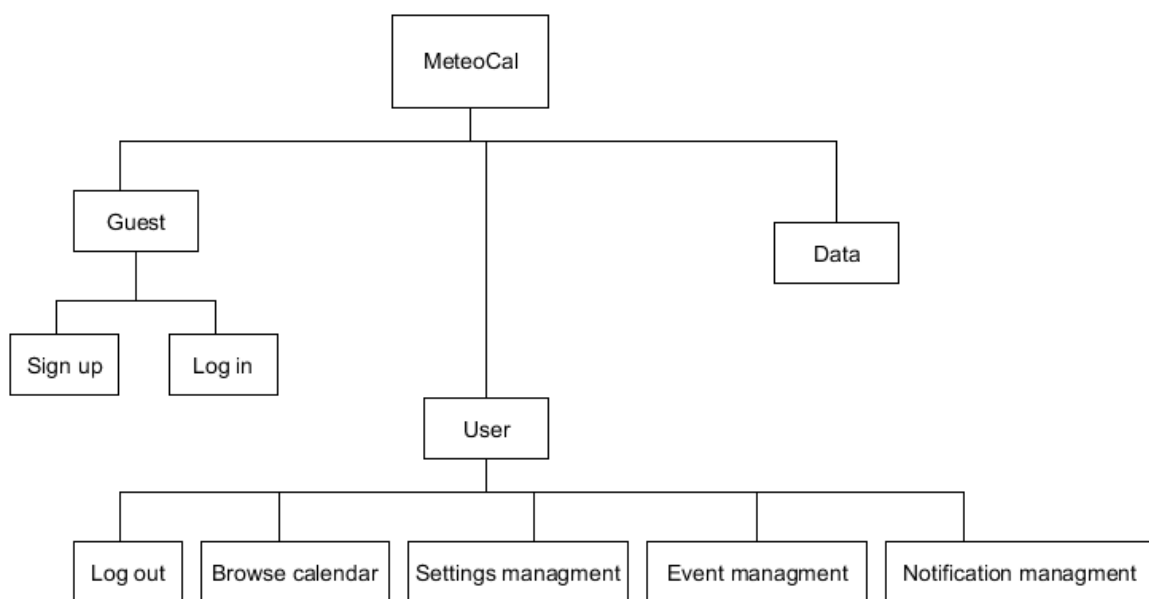 MeteoCal
Guest
Data
Sign up
Log in
User
Log out
Browse calendar
Settings managment
Event managment
Notification managment